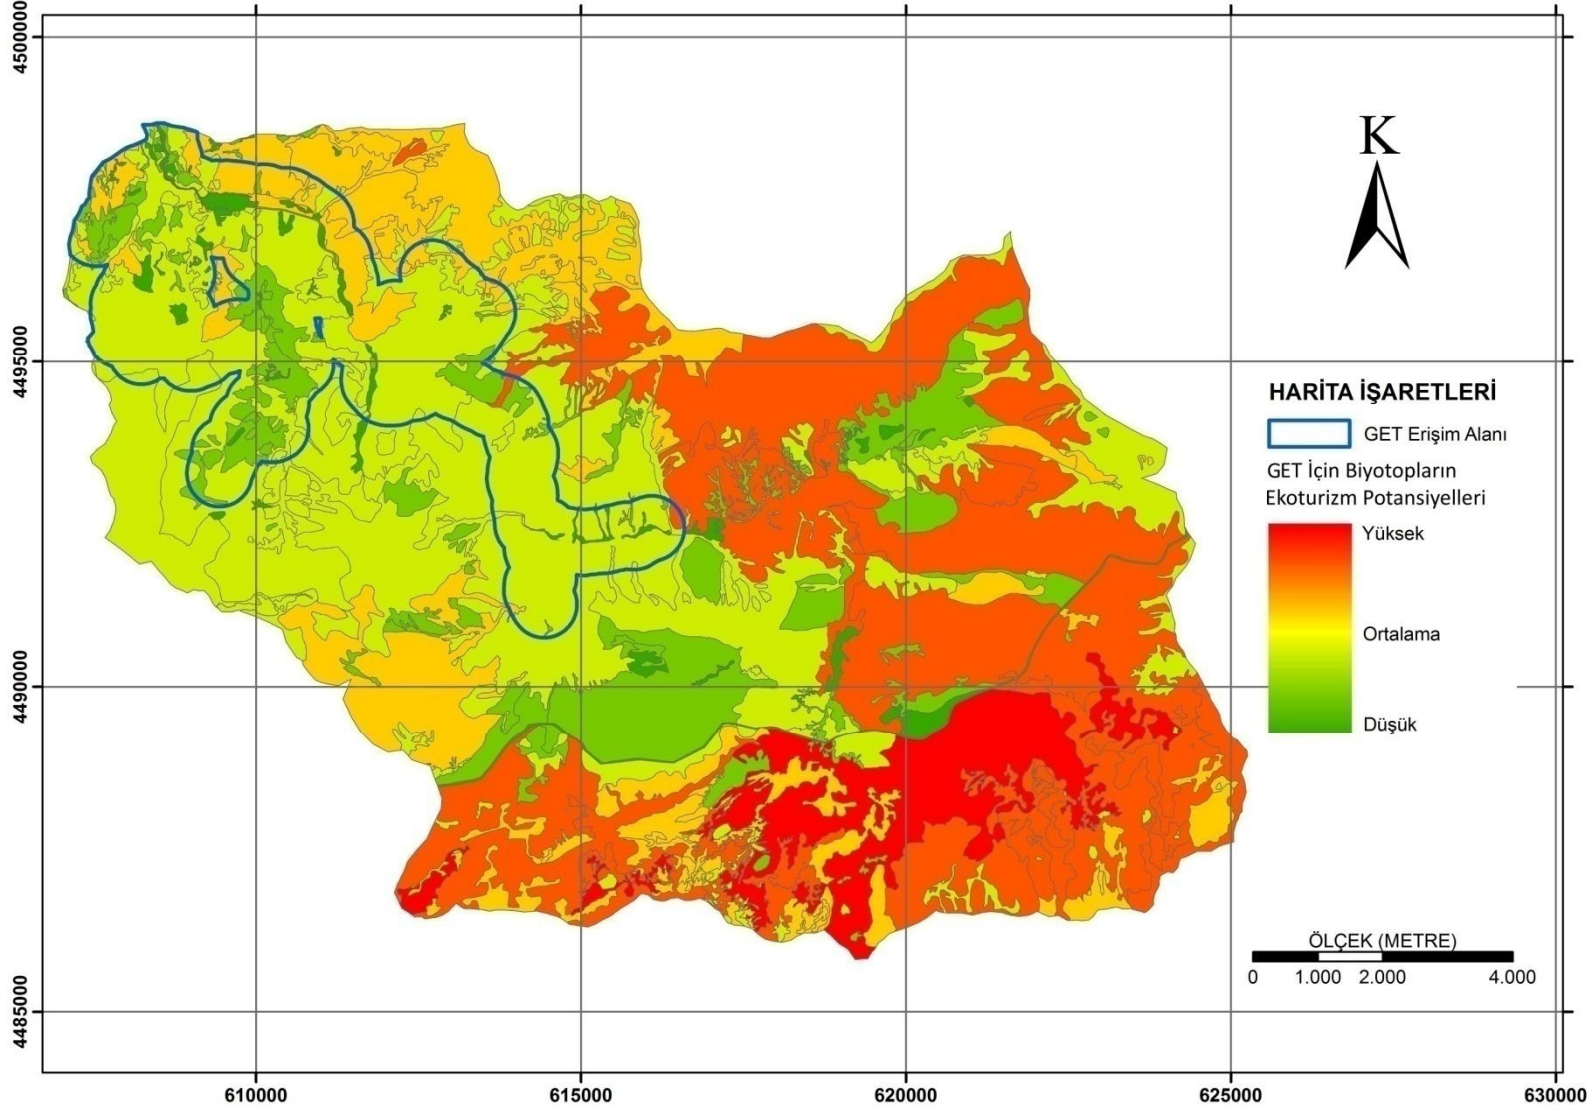 4500000
4495000
4490000
4485000
K
HARİTA İŞARETLERİ
GET Erişim Alanı
GET İçin Biyotopların
Ekoturizm Potansiyelleri
Yüksek
Ortalama
Düşük
ÖLÇEK (METRE)
0 1.000 2.000 4.000
610000 615000 620000 625000 630000